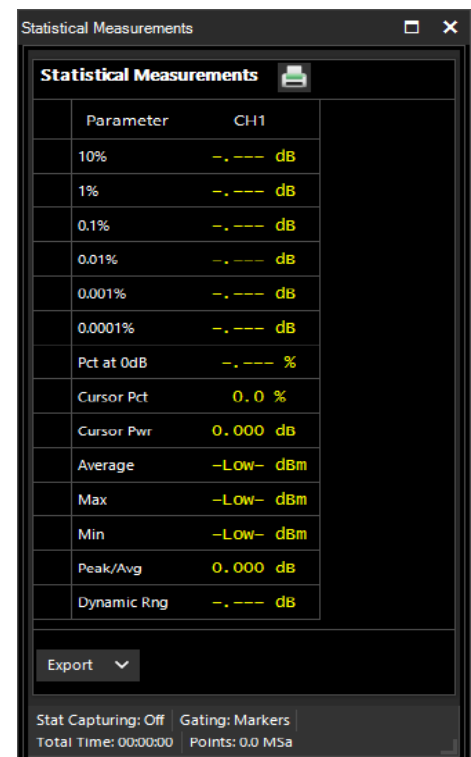 Statistical Measurements
Statistical Measurements
Parameter CH1
10% -.--- dB
1% -.--- dB
0.1% -.--- dB
0.01% -.--- dB
0.001% -.--- dB
0.0001% -.--- dB
Pct at 0dB -.--- %
Cursor Pct 0.0 %
Cursor Pwr 0.000 dB
Average -Low- dBm
Max -Low- dBm
Min -Low- dBm
Peak/Avg 0.000 dB
Dynamic Rng -.--- dB
Export
Stat Capturing: Off Gating: Markers
Total Time: 00:00:00 Points: 0.0 MSa